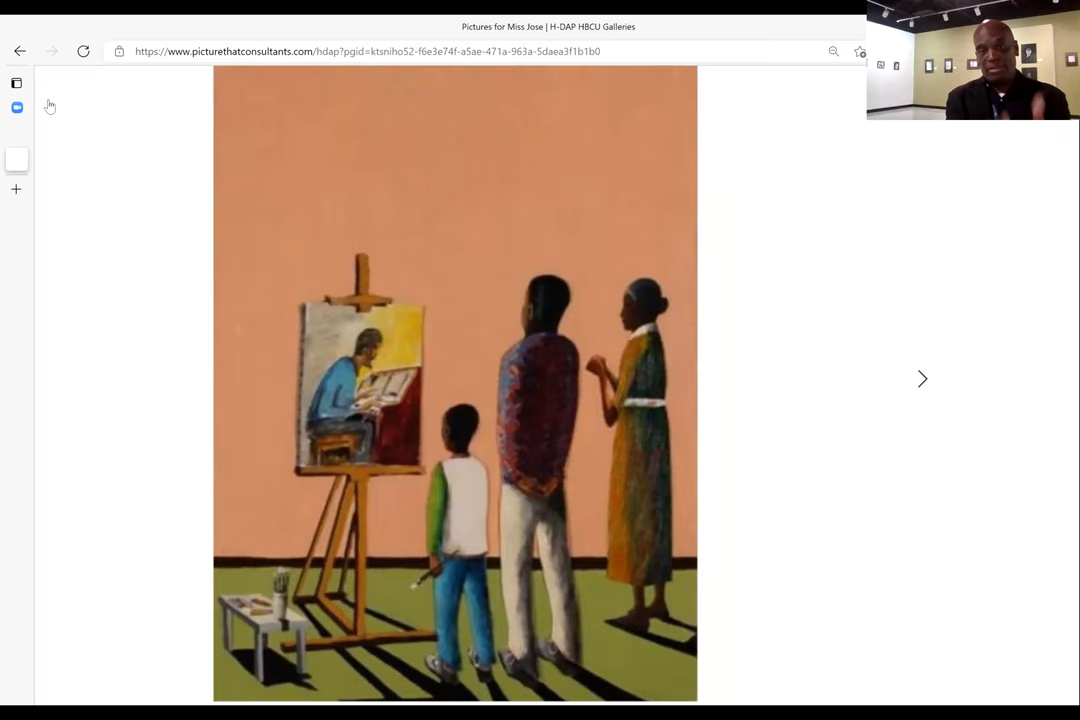 Pictures for Miss Jose | H-DAP HBCU Galleries
https://www.picturethatconsultants.com/hdap?pgid=ktsniho52-f6e3e74f-a5ae-471a-963a-5daea3f1b1b0